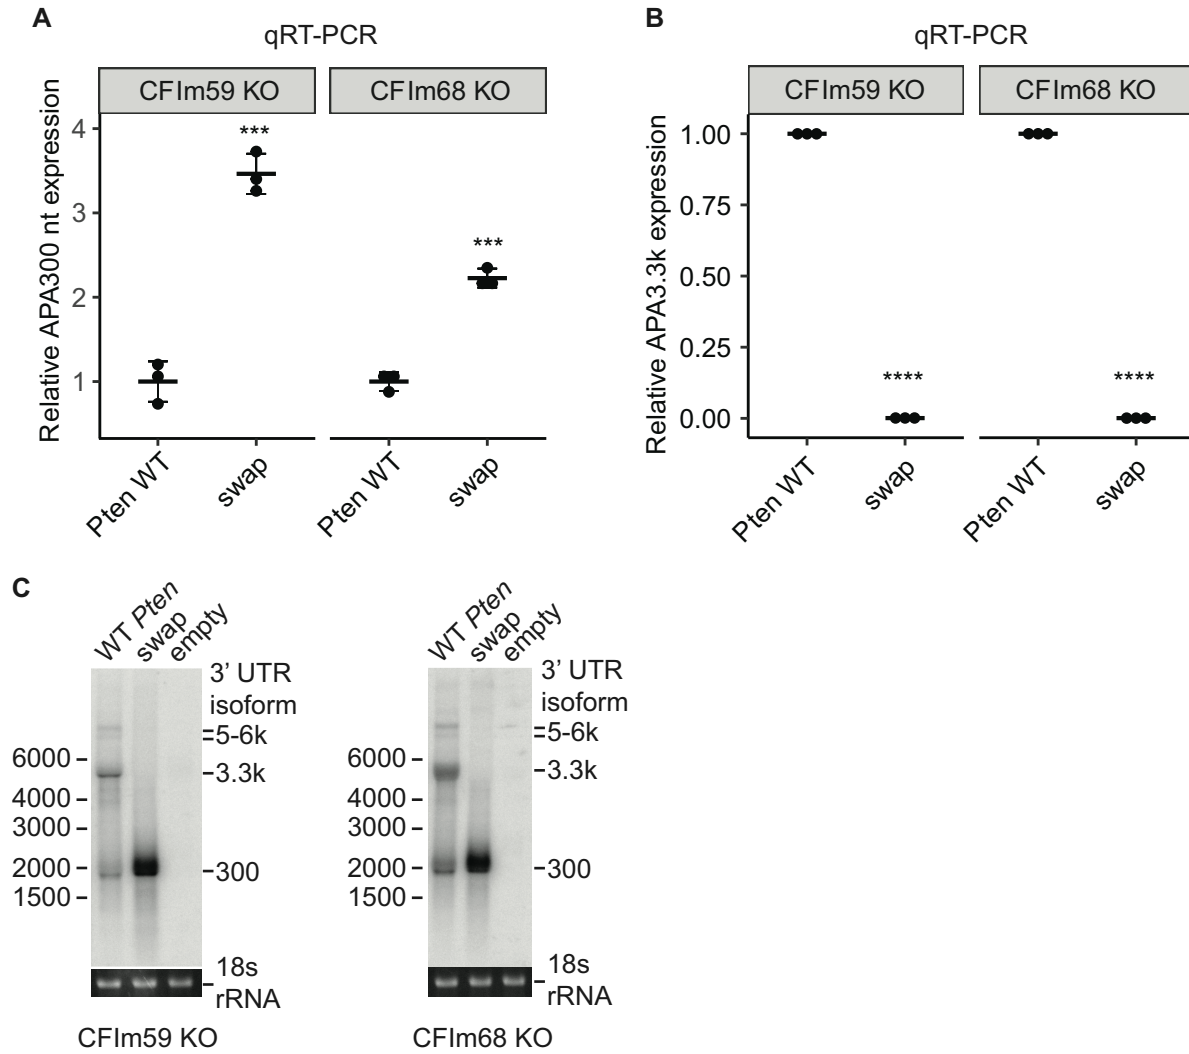 A
qRT-PCR
CFIm59 KO
CFIm68 KO
Relative APA300 nt expression
4
3
2
1
***
***
Pten WT
swap
Pten WT
swap
B
qRT-PCR
CFIm59 KO
CFIm68 KO
Relative APA3.3k expression
1.00
0.75
0.50
0.25
0.00
****
****
Pten WT
swap
Pten WT
swap
C
WT Pten
swap
empty
3’ UTR
isoform
5-6k
3.3k
300
6000
4000
3000
2000
1500
18s
rRNA
CFIm59 KO
WT Pten
swap
empty
3’ UTR
isoform
5-6k
3.3k
300
6000
4000
3000
2000
1500
18s
rRNA
CFIm68 KO